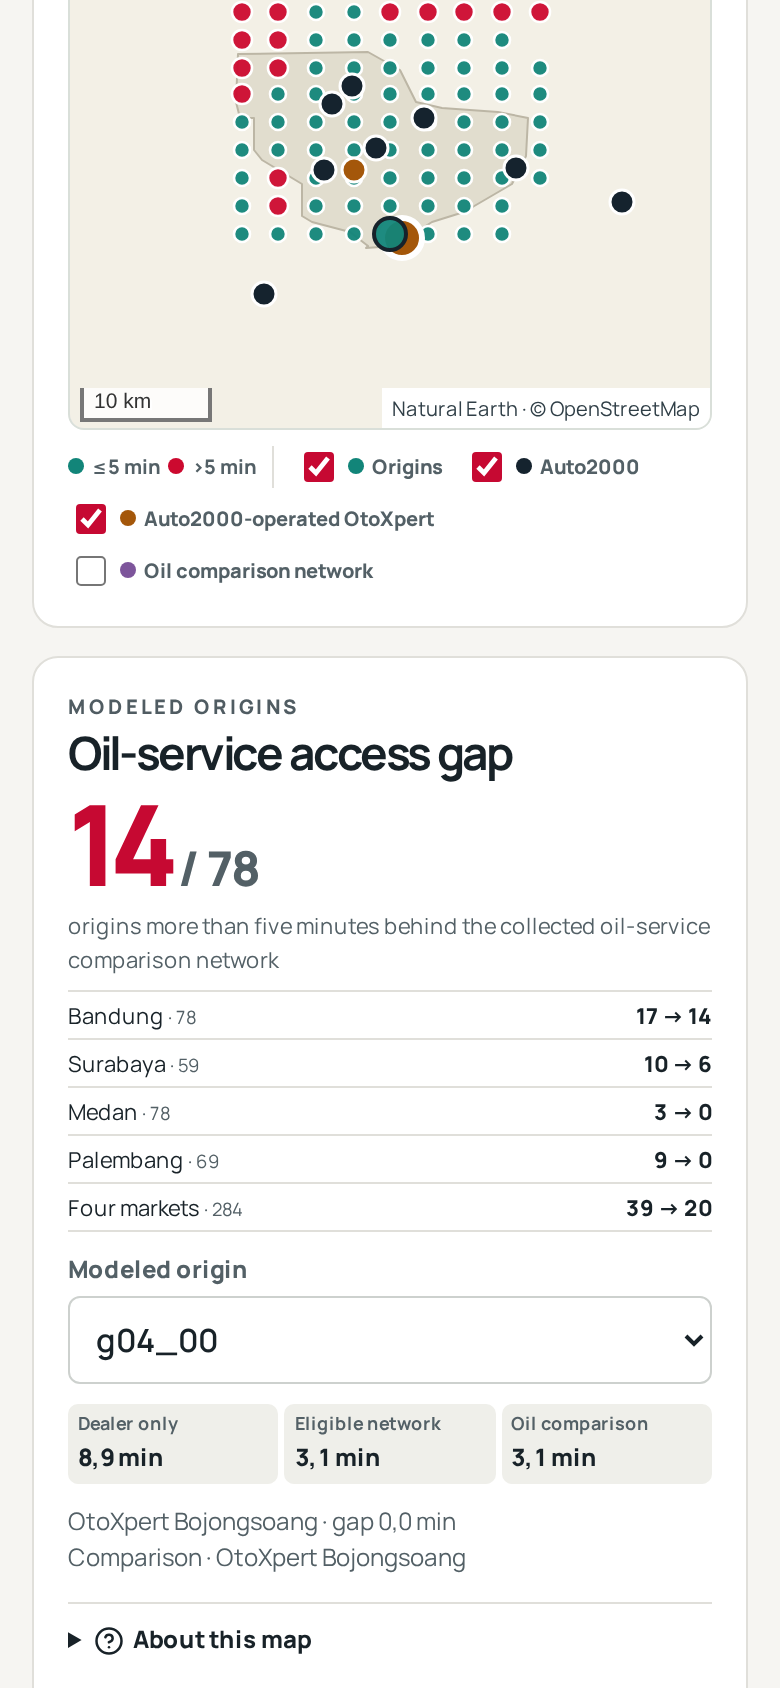 10 km
Natural Earth · © OpenStreetMap
≤5 min >5 min Origins Auto2000
Auto2000-operated OtoXpert
Oil comparison network
MODELED ORIGINS
Oil-service access gap
14 / 78
origins more than five minutes behind the collected oil-service
comparison network
Bandung · 78 17 → 14
Surabaya · 59 10 → 6
Medan · 78 3 → 0
Palembang · 69 9 → 0
Four markets · 284 39 → 20
Modeled origin
g04_00
Dealer only Eligible network Oil comparison
8,9 min 3,1 min 3,1 min
OtoXpert Bojongsoang · gap 0,0 min
Comparison · OtoXpert Bojongsoang
About this map